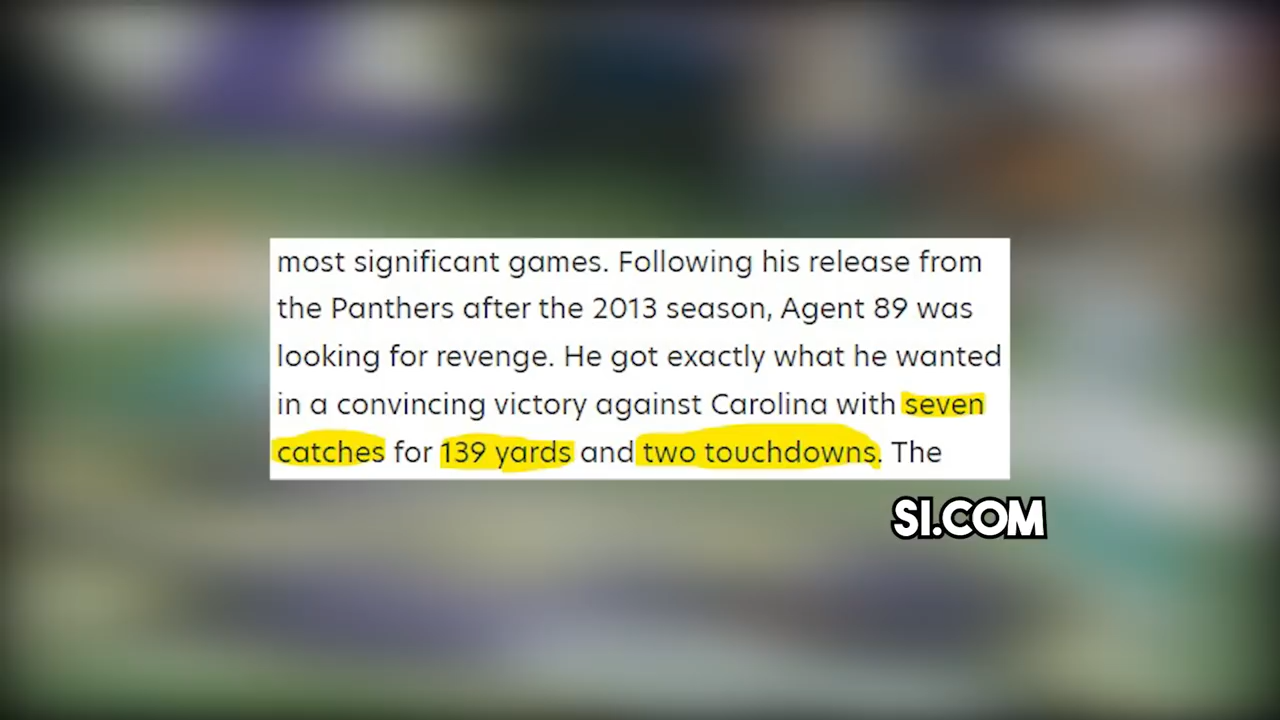 most significant games. Following his release from
the Panthers after the 2013 season, Agent 89 was
looking for revenge. He got exactly what he wanted
in a convincing victory against Carolina with seven
catches for 139 yards and two touchdowns. The
SI.COM